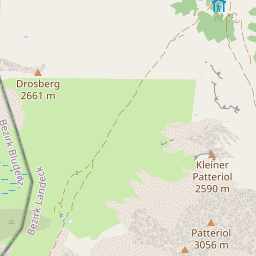 Drosberg
2661 m
Bezirk Bludenz
Bezirk Landeck
Kleiner
Patteriol
2590 m
Patteriol
3056 m